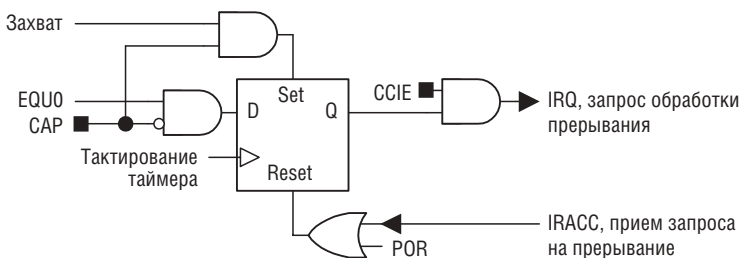 Захват
EQU0
CAP
Тактирование
таймера
Set
D
Q
Reset
CCIE
IRQ, запрос обработки
прерывания
IRACC, прием запроса
на прерывание
POR